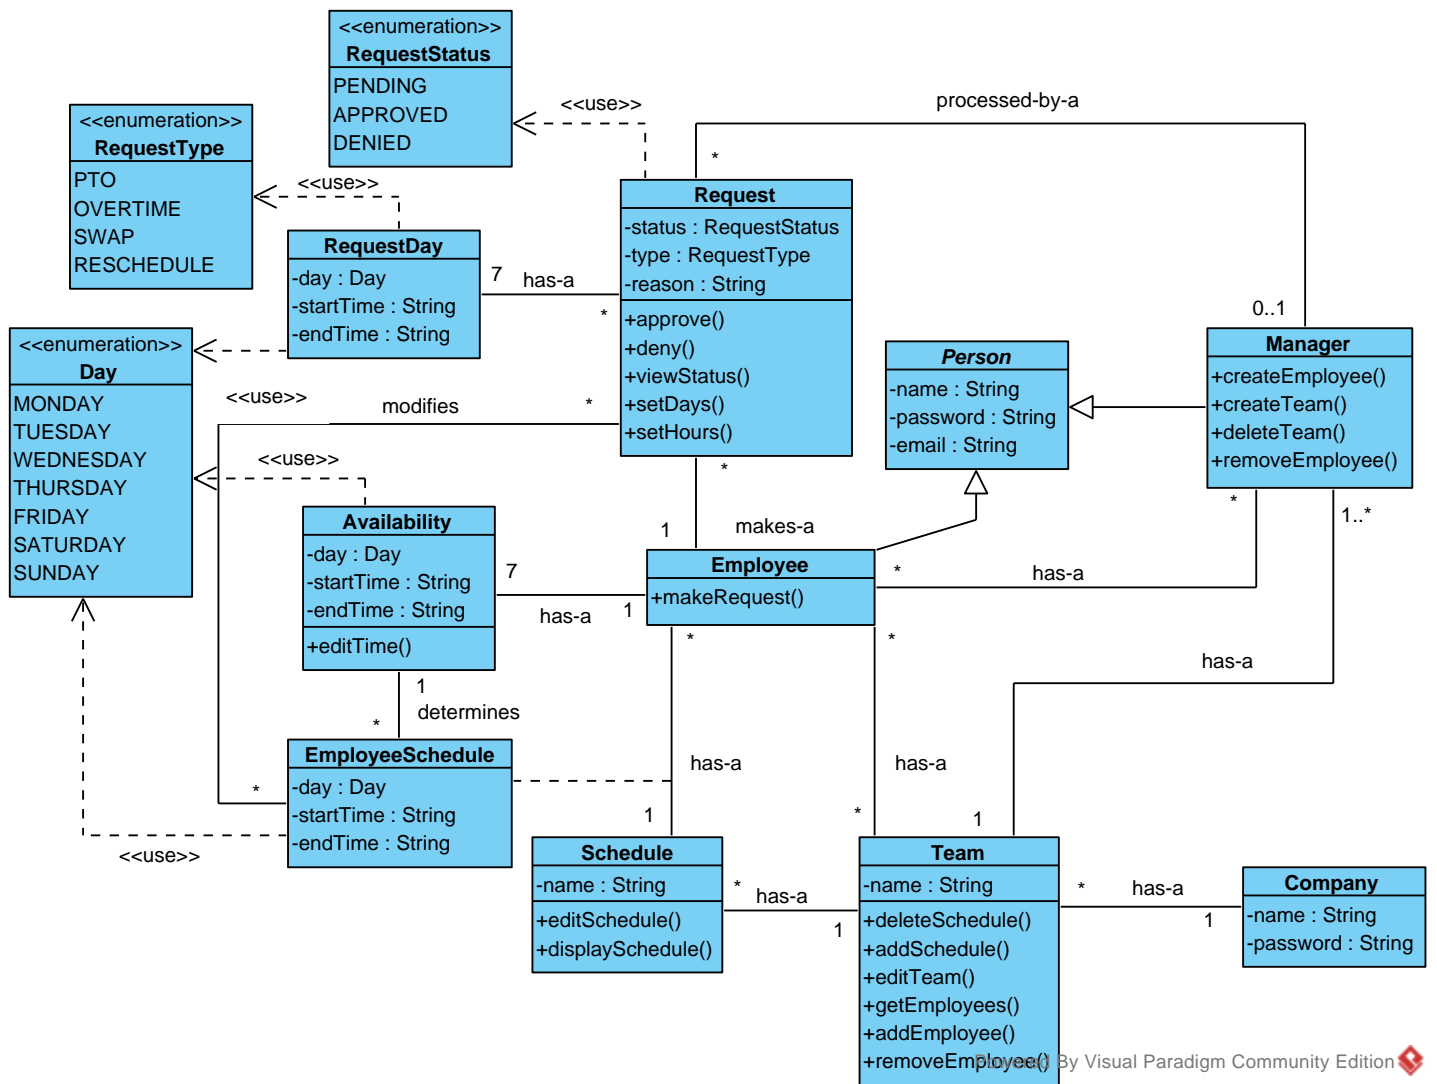 <<enumeration>>
RequestStatus
PENDING
APPROVED
DENIED
<<use>>
processed-by-a
*
0..1
<<enumeration>>
RequestType
PTO
OVERTIME
SWAP
RESCHEDULE
<<use>>
RequestDay
-day : Day
-startTime : String
-endTime : String
7
has-a
*
Request
-status : RequestStatus
-type : RequestType
-reason : String
+approve()
+deny()
+viewStatus()
+setDays()
+setHours()
<<enumeration>>
Day
MONDAY
TUESDAY
WEDNESDAY
THURSDAY
FRIDAY
SATURDAY
SUNDAY
<<use>>
modifies
*
*
<<use>>
Person
-name : String
-password : String
-email : String
Manager
+createEmployee()
+createTeam()
+deleteTeam()
+removeEmployee()
*
1
makes-a
*
1..*
Availability
-day : Day
-startTime : String
-endTime : String
+editTime()
7
has-a
1
Employee
+makeRequest()
*
has-a
*
*
has-a
1
determines
*
EmployeeSchedule
-day : Day
-startTime : String
-endTime : String
<<use>>
has-a
1
has-a
*
1
Schedule
-name : String
+editSchedule()
+displaySchedule()
*
has-a
1
Team
-name : String
+deleteSchedule()
+addSchedule()
+editTeam()
+getEmployees()
+addEmployee()
+removeEmployee()
*
has-a
1
Company
-name : String
-password : String
Powered By Visual Paradigm Community Edition